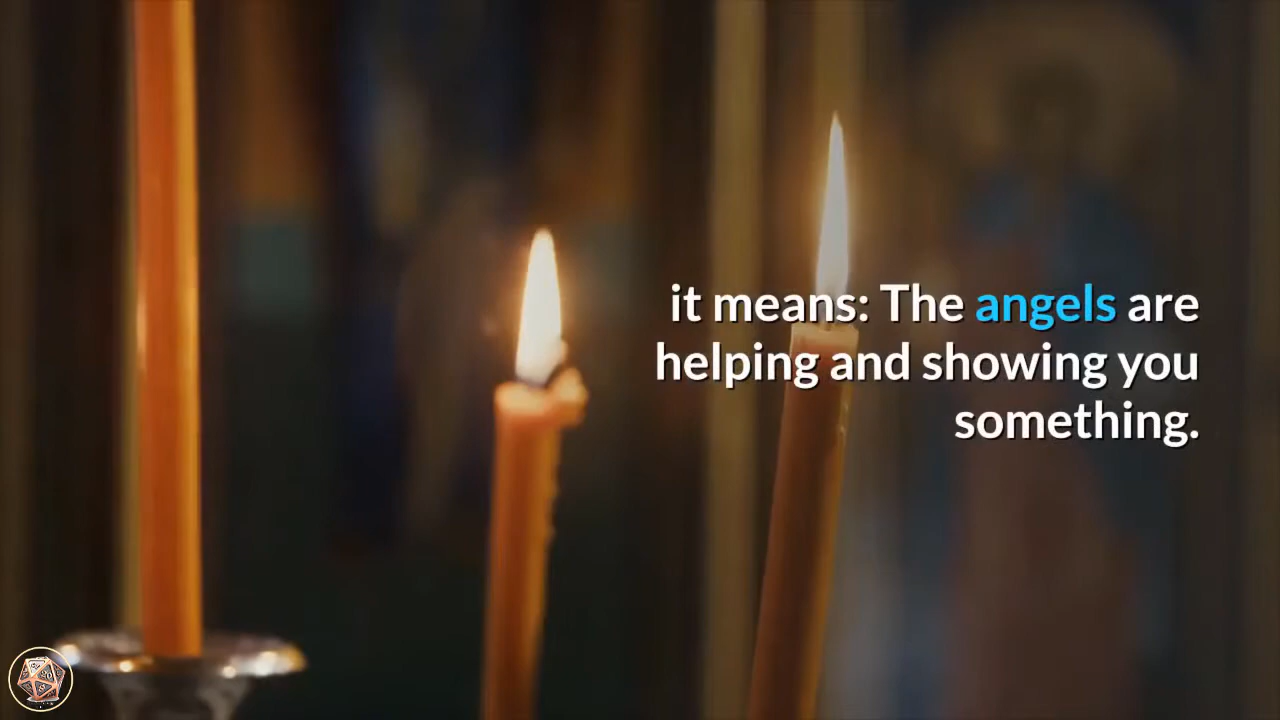 it means: The angels are
helping and showing you
something.